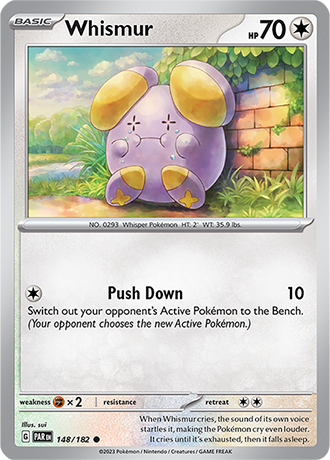 BASIC Whismur HP 70
NO. 0293 Whisper Pokémon HT: 2' WT: 35.9 lbs.
Push Down 10
Switch out your opponent's Active Pokémon to the Bench.
(Your opponent chooses the new Active Pokémon.)
weakness × 2 resistance retreat
Illus. sui
When Whismur cries, the sound of its own voice
startles it, making the Pokémon cry even louder.
It cries until it's exhausted, then it falls asleep.
G PAR EN 148/182
©2023 Pokémon / Nintendo / Creatures / GAME FREAK